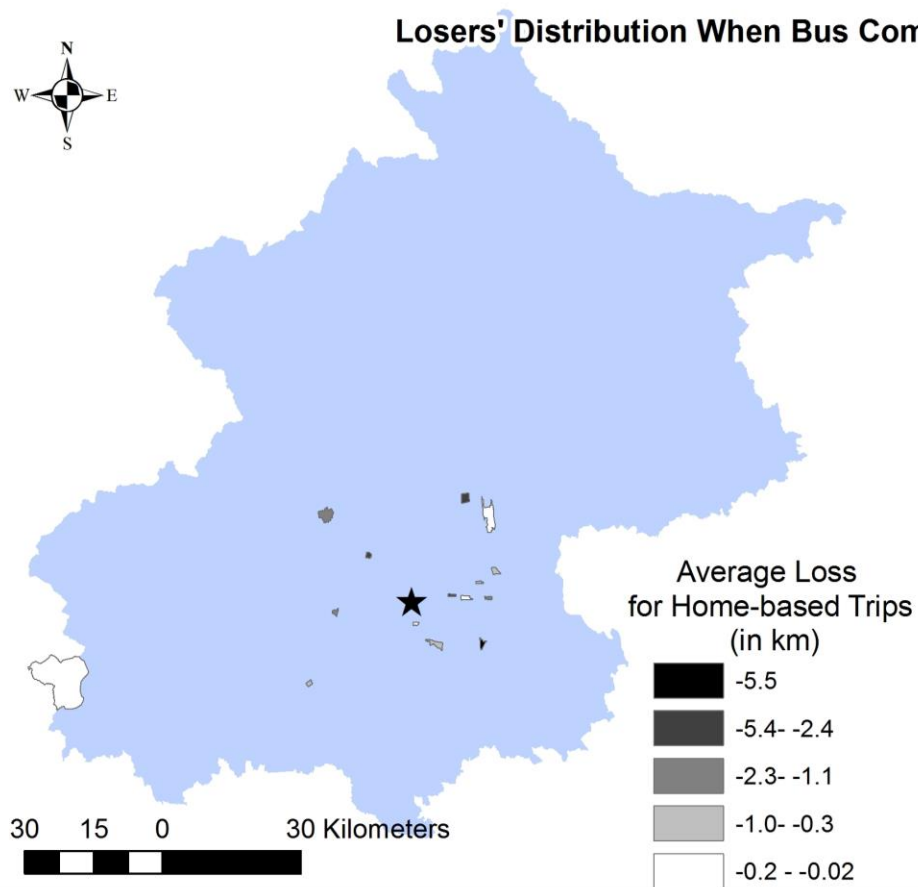 Losers' Distribution When Bus Com
N
W E
S
Average Loss
for Home-based Trips
(in km)
-5.5
-5.4- -2.4
-2.3- -1.1
-1.0- -0.3
-0.2 - -0.02
30 15 0 30 Kilometers